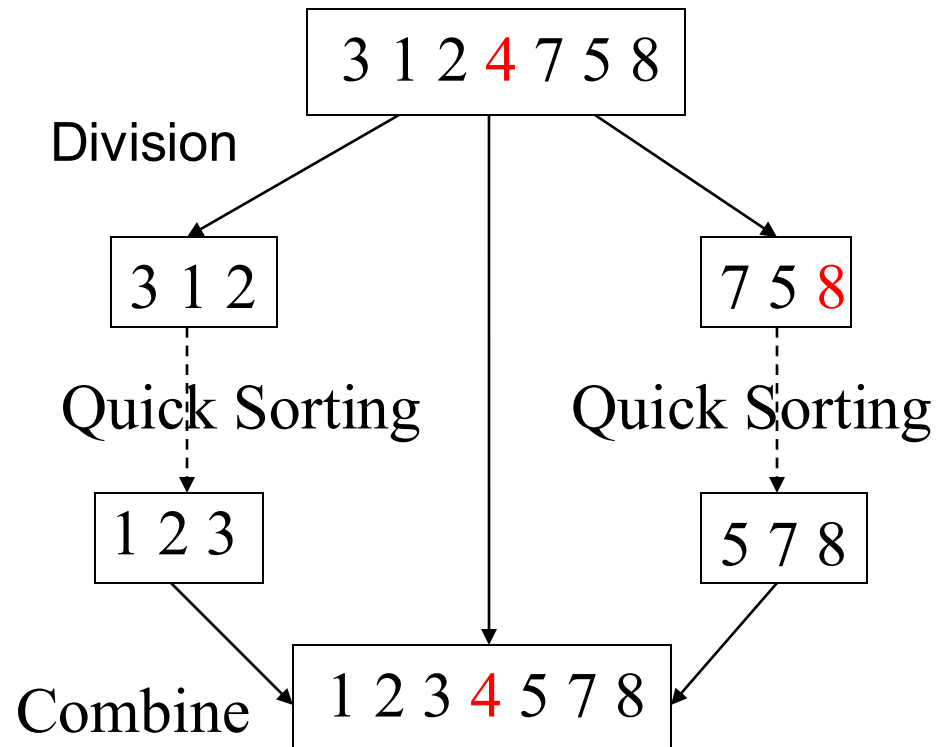 3 1 2 4 7 5 8
Division
3 1 2
7 5 8
Quick Sorting
Quick Sorting
1 2 3
5 7 8
1 2 3 4 5 7 8
Combine